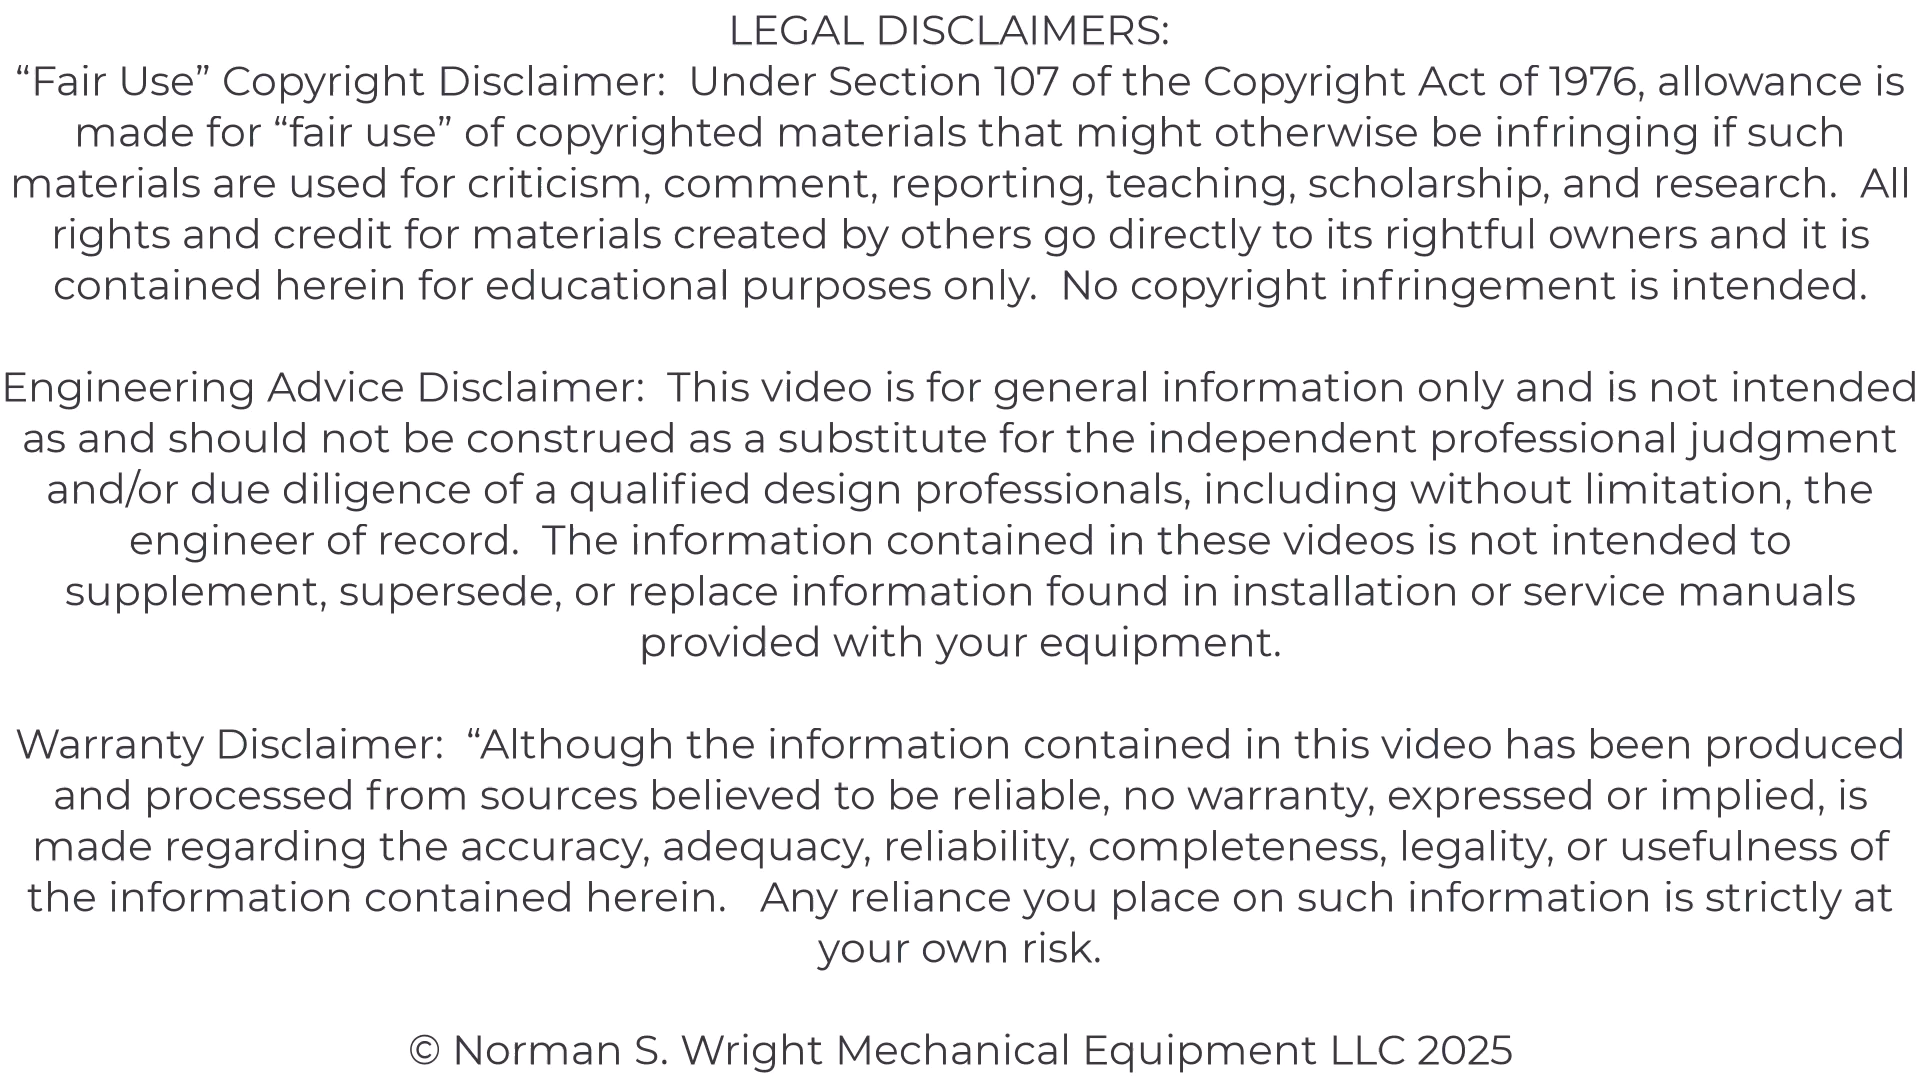 LEGAL DISCLAIMERS:
“Fair Use” Copyright Disclaimer:  Under Section 107 of the Copyright Act of 1976, allowance is
made for “fair use” of copyrighted materials that might otherwise be infringing if such
materials are used for criticism, comment, reporting, teaching, scholarship, and research.  All
rights and credit for materials created by others go directly to its rightful owners and it is
contained herein for educational purposes only.  No copyright infringement is intended.
Engineering Advice Disclaimer:  This video is for general information only and is not intended
as and should not be construed as a substitute for the independent professional judgment
and/or due diligence of a qualified design professionals, including without limitation, the
engineer of record.  The information contained in these videos is not intended to
supplement, supersede, or replace information found in installation or service manuals
provided with your equipment.
Warranty Disclaimer:  “Although the information contained in this video has been produced
and processed from sources believed to be reliable, no warranty, expressed or implied, is
made regarding the accuracy, adequacy, reliability, completeness, legality, or usefulness of
the information contained herein.   Any reliance you place on such information is strictly at
your own risk.
© Norman S. Wright Mechanical Equipment LLC 2025